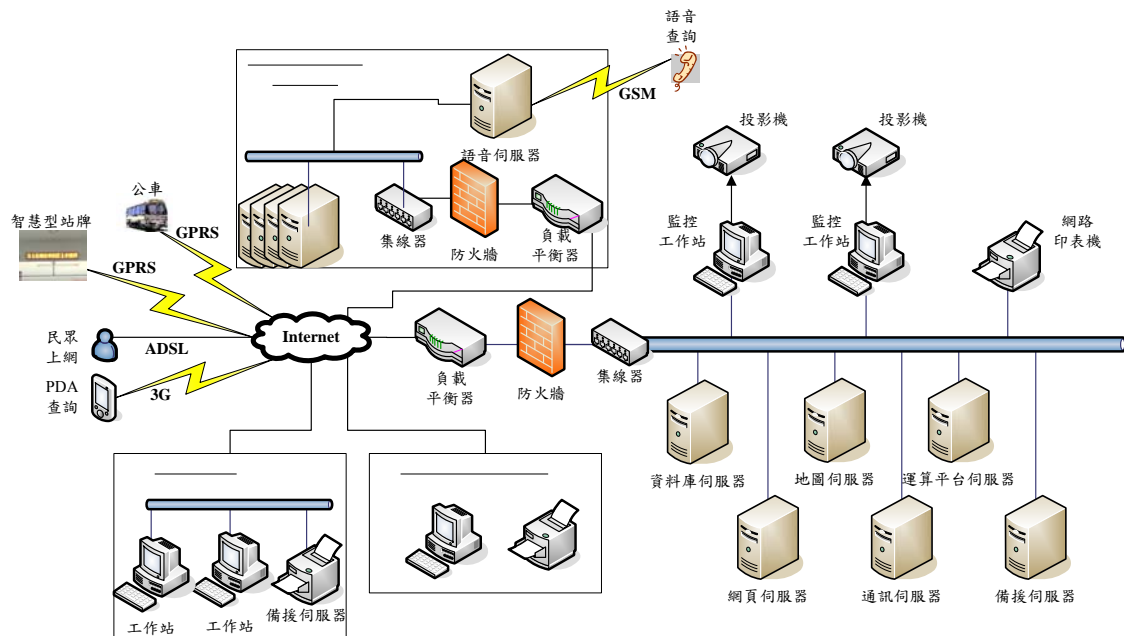 語音
查詢
GSM
語音伺服器
投影機
投影機
公車
智慧型站牌
GPRS
GPRS
集線器
防火牆
負載
平衡器
監控
工作站
監控
工作站
網路
印表機
民眾
上網
ADSL
Internet
PDA
查詢
3G
負載
平衡器
防火牆
集線器
資料庫伺服器
地圖伺服器
運算平台伺服器
網頁伺服器
通訊伺服器
備援伺服器
工作站
工作站
備援伺服器